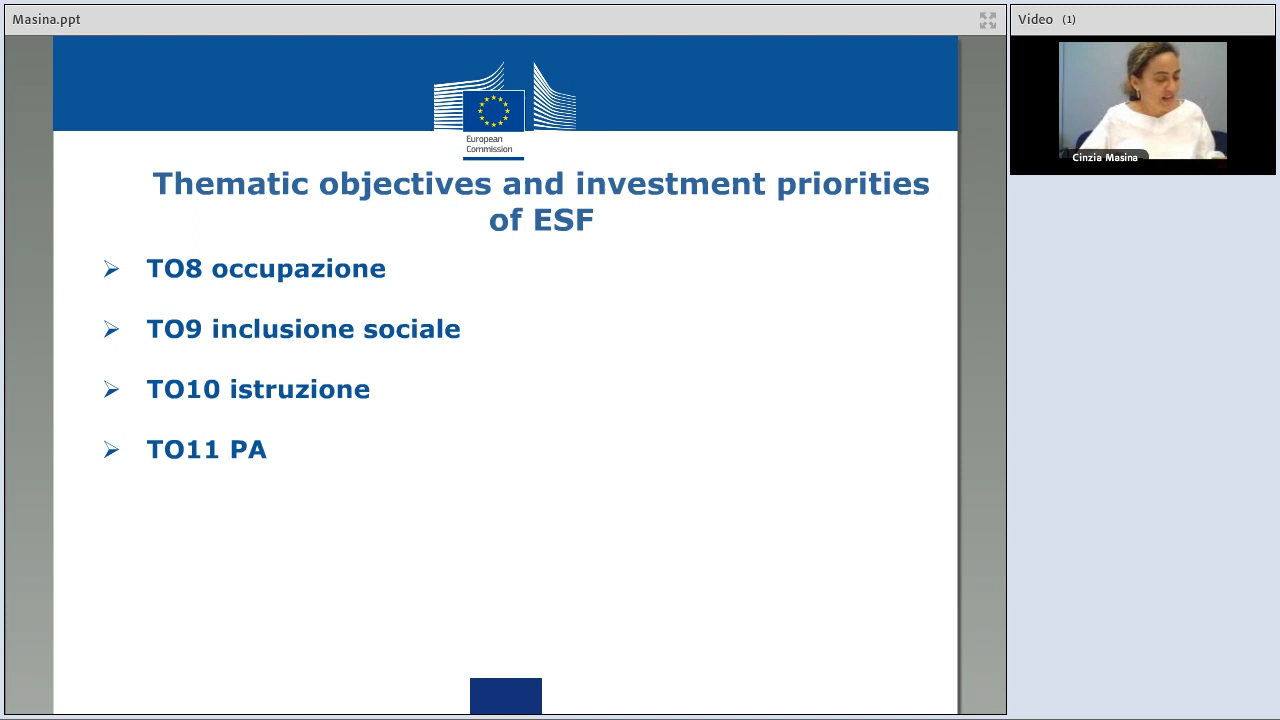 Masina.ppt
Video (1)
Cinzia Masina
European
Commission
Thematic objectives and investment priorities
of ESF
TO8 occupazione
TO9 inclusione sociale
TO10 istruzione
TO11 PA